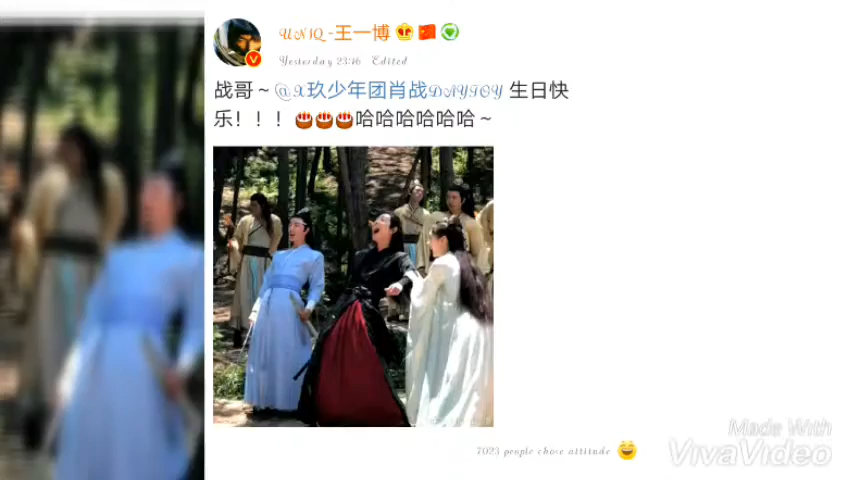 UNIQ-王一博
Yesterday 23:46 Edited
战哥～@X玖少年团肖战DAYTOY 生日快
乐！！！哈哈哈哈哈哈～
7023 people chose attitude
Made With
VivaVideo